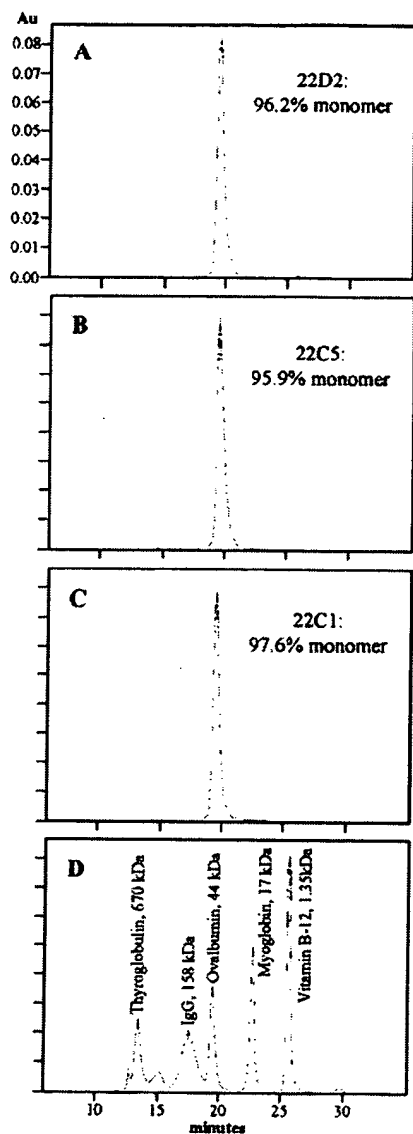 Au
0.08
0.07
0.06
0.05
0.04
0.03
0.02
0.01
0.00
A
22D2:
96.2% monomer
B
22C5:
95.9% monomer
C
22C1:
97.6% monomer
D
Thyroglobulin, 670 kDa
IgG, 158 kDa
Ovalbumin, 44 kDa
Myoglobin, 17 kDa
Vitamin B-12, 1.35kDa
10
15
20
25
30
minutes